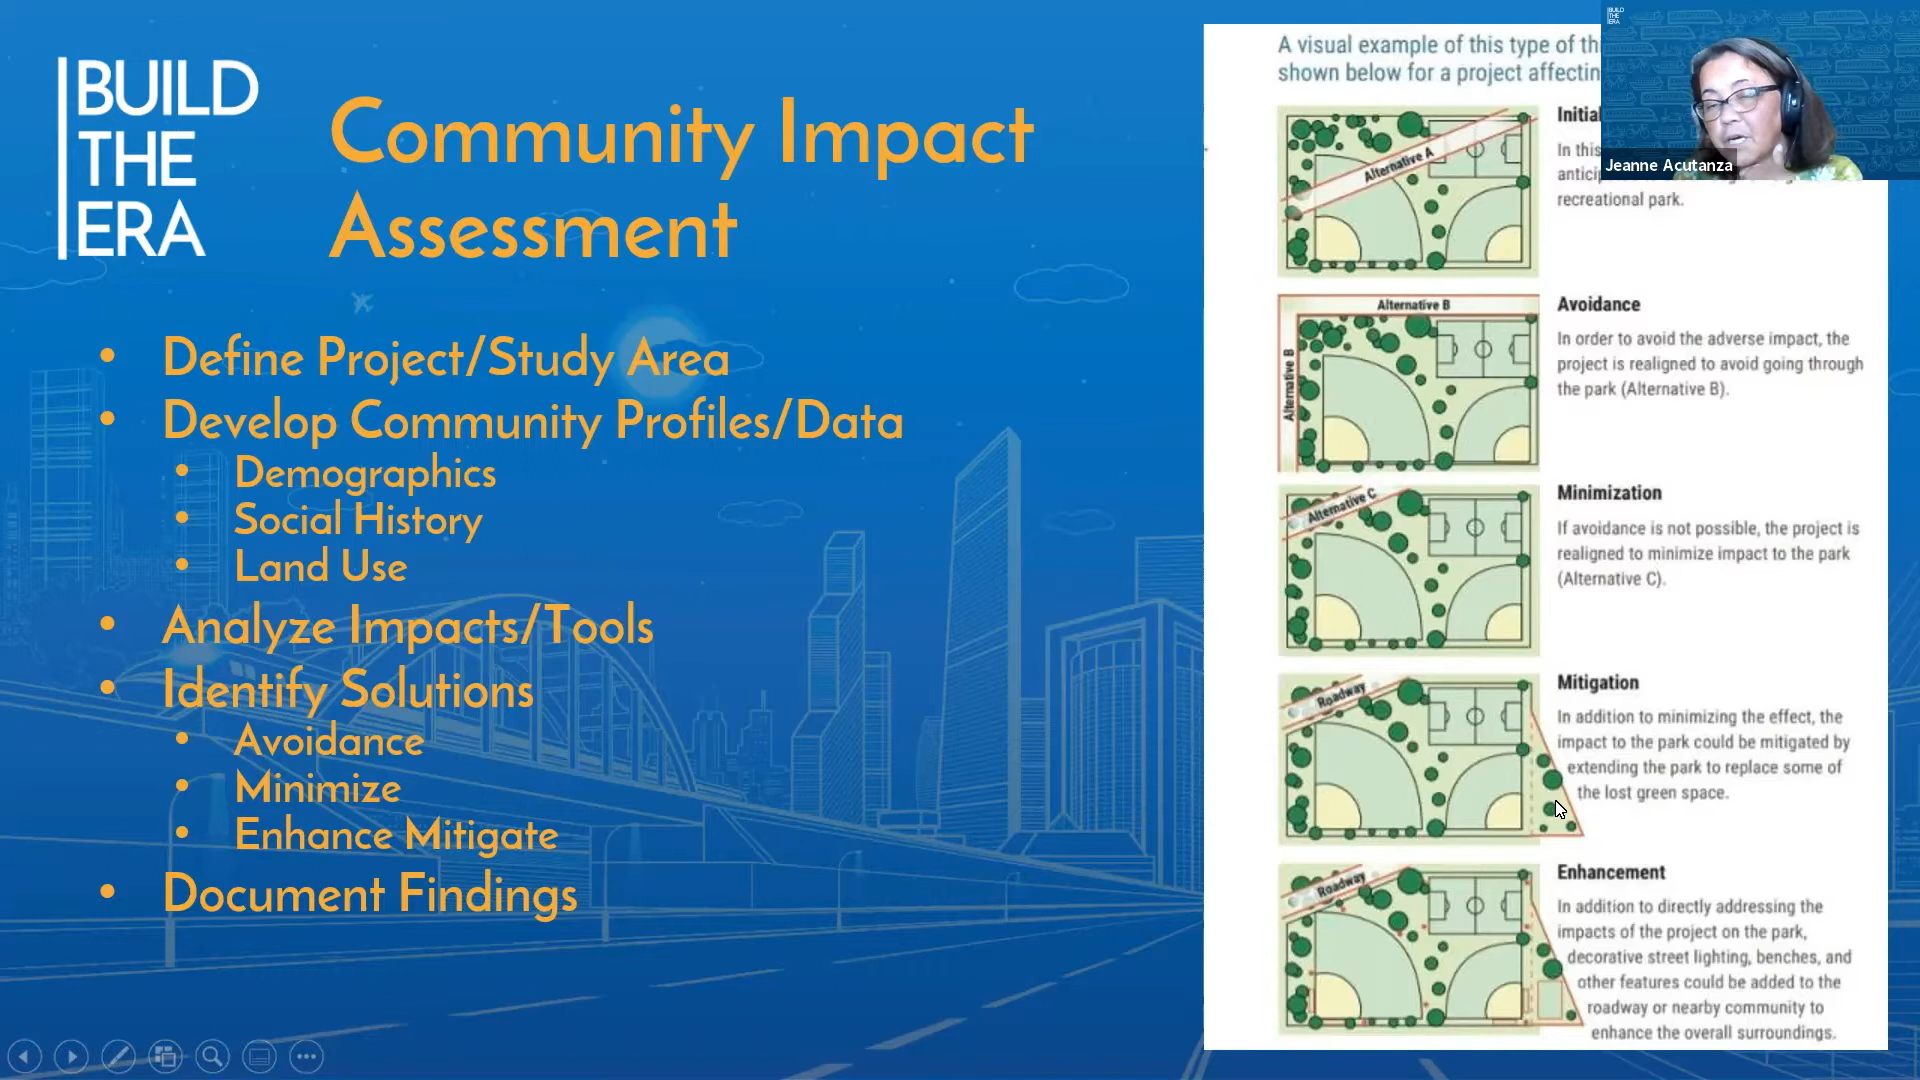 BUILD
THE
ERA
Community Impact
Assessment
• Define Project/Study Area
• Develop Community Profiles/Data
• Demographics
• Social History
• Land Use
• Analyze Impacts/Tools
• Identify Solutions
• Avoidance
• Minimize
• Enhance Mitigate
• Document Findings
A visual example of this type of
shown below for a project
Alternative A
In this
recreational park.
Alternative B
Alternative B
Avoidance
In order to avoid the adverse impact, the
project is realigned to avoid going through
the park (Alternative B).
Alternative C
Minimization
If avoidance is not possible, the project is
realigned to minimize impact to the park
(Alternative C).
Roadway
Mitigation
In addition to minimizing the effect, the
impact to the park could be mitigated by
extending the park to replace some of
the lost green space.
Roadway
Enhancement
In addition to directly addressing the
impacts of the project on the park,
decorative street lighting, benches, and
other features could be added to the
roadway or nearby community to
enhance the overall surroundings.
BUILD
THE
ERA
Jeanne Acutanza